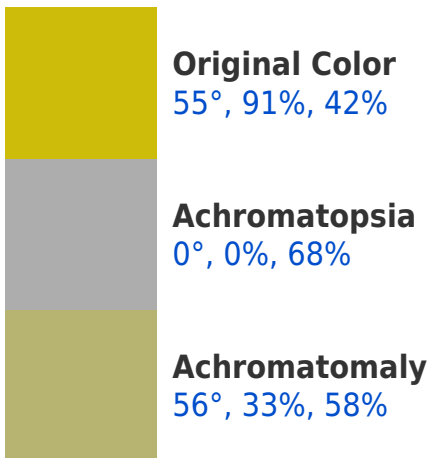 Original Color
55°, 91%, 42%
Achromatopsia
0°, 0%, 68%
Achromatomaly
56°, 33%, 58%